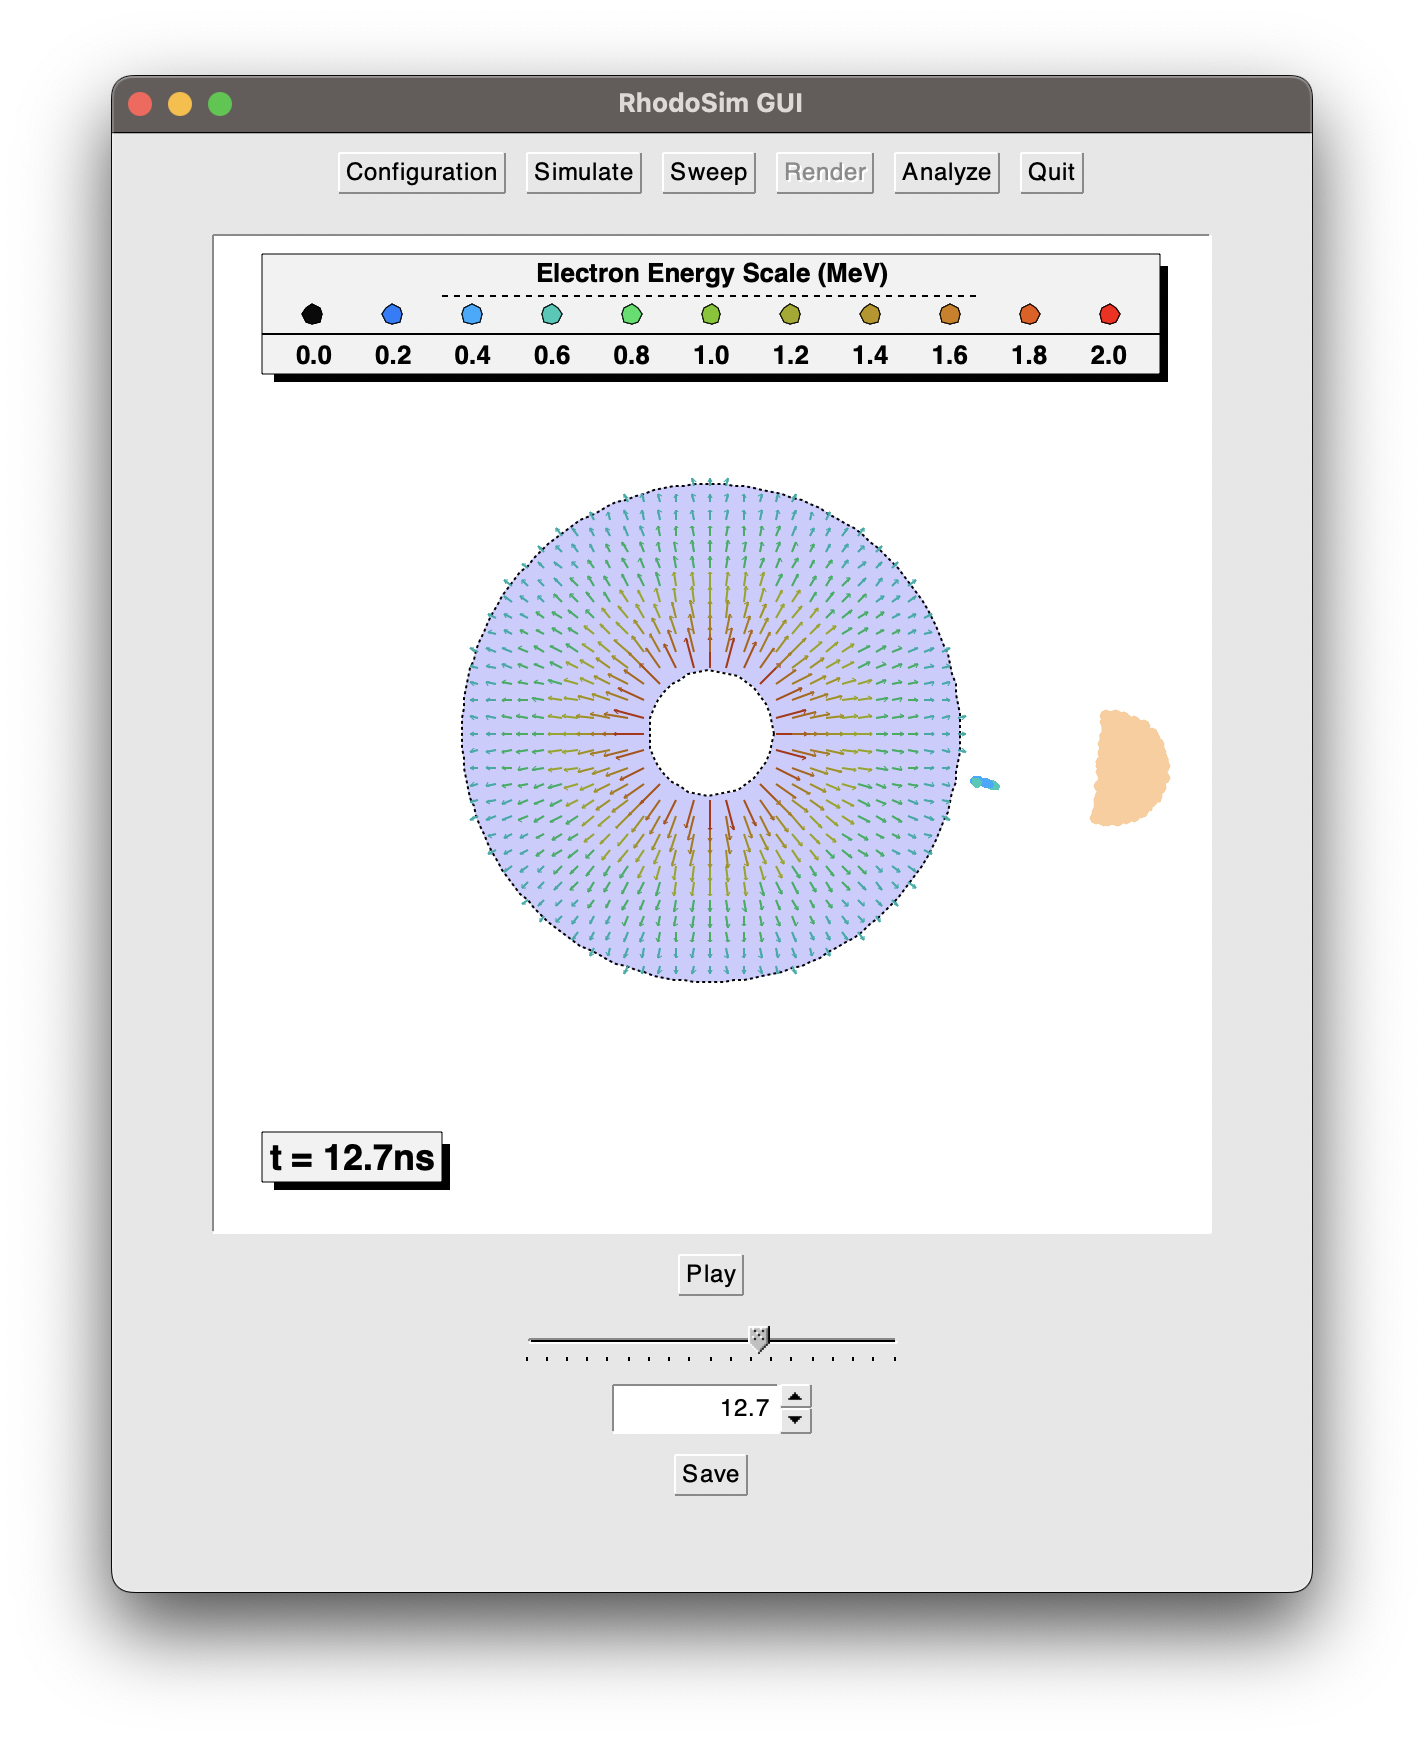 RhodoSim GUI
Configuration Simulate Sweep Render Analyze Quit
Electron Energy Scale (MeV)
0.0 0.2 0.4 0.6 0.8 1.0 1.2 1.4 1.6 1.8 2.0
t = 12.7ns
Play
12.7
Save